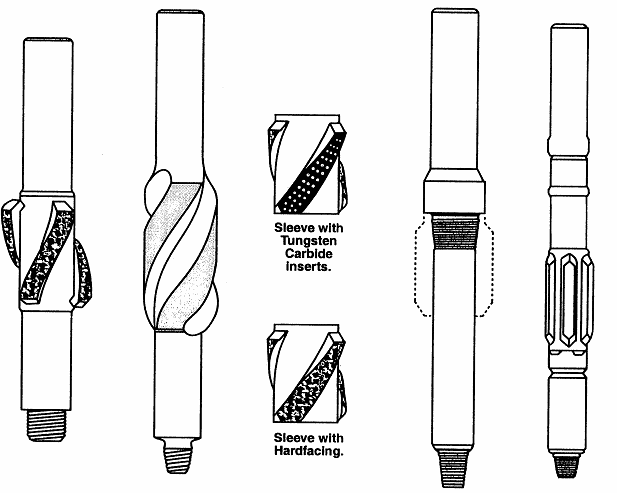 Sleeve with
Tungsten
Carbide
inserts.
Sleeve with
Hardfacing.